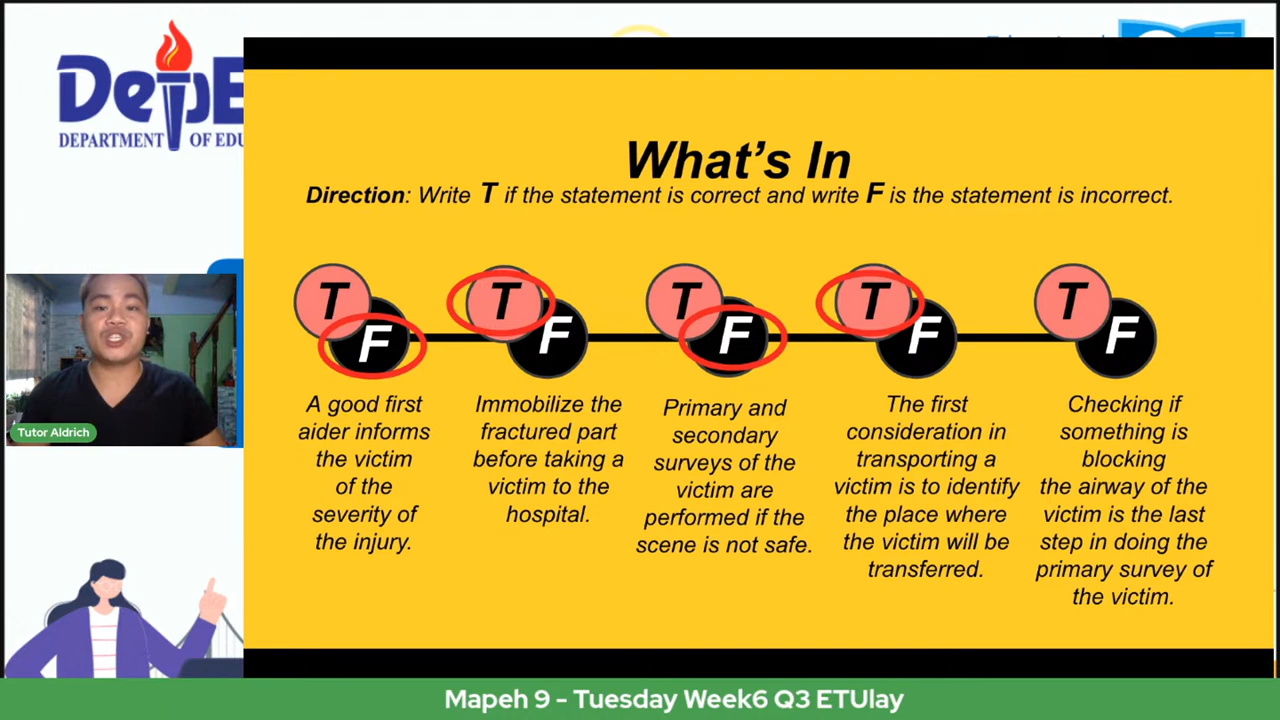 DepE
DEPARTMENT OF EDU
What's In
Direction: Write T if the statement is correct and write F is the statement is incorrect.
T
F
T
F
T
F
T
F
T
F
A good first
aider informs
the victim
of the
severity of
the injury.
Immobilize the
fractured part
before taking a
victim to the
hospital.
Primary and
secondary
surveys of the
victim are
performed if the
scene is not safe.
The first
consideration in
transporting a
victim is to identify
the place where
the victim will be
transferred.
Checking if
something is
blocking
the airway of the
victim is the last
step in doing the
primary survey of
the victim.
Tutor Aldrich
Mapeh 9 - Tuesday Week6 Q3 ETUlay